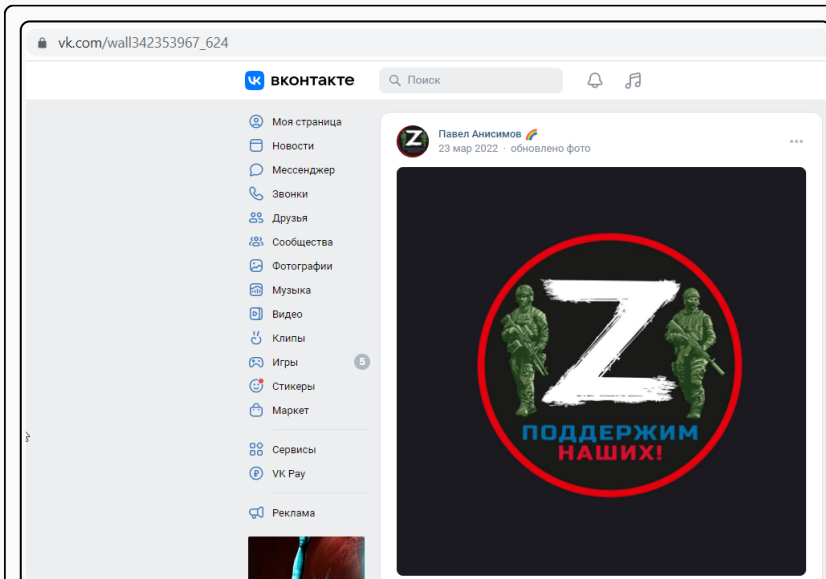 vk.com/wall342353967_624
вконтакте
Поиск
Моя страница
Новости
Мессенджер
Звонки
Друзья
Сообщества
Фотографии
Музыка
Видео
Клипы
Игры 5
Стикеры
Маркет
Сервисы
VK Pay
Реклама
Павел Анисимов
23 мар 2022 · обновлено фото
Z
ПОДДЕРЖИМ
НАШИХ!